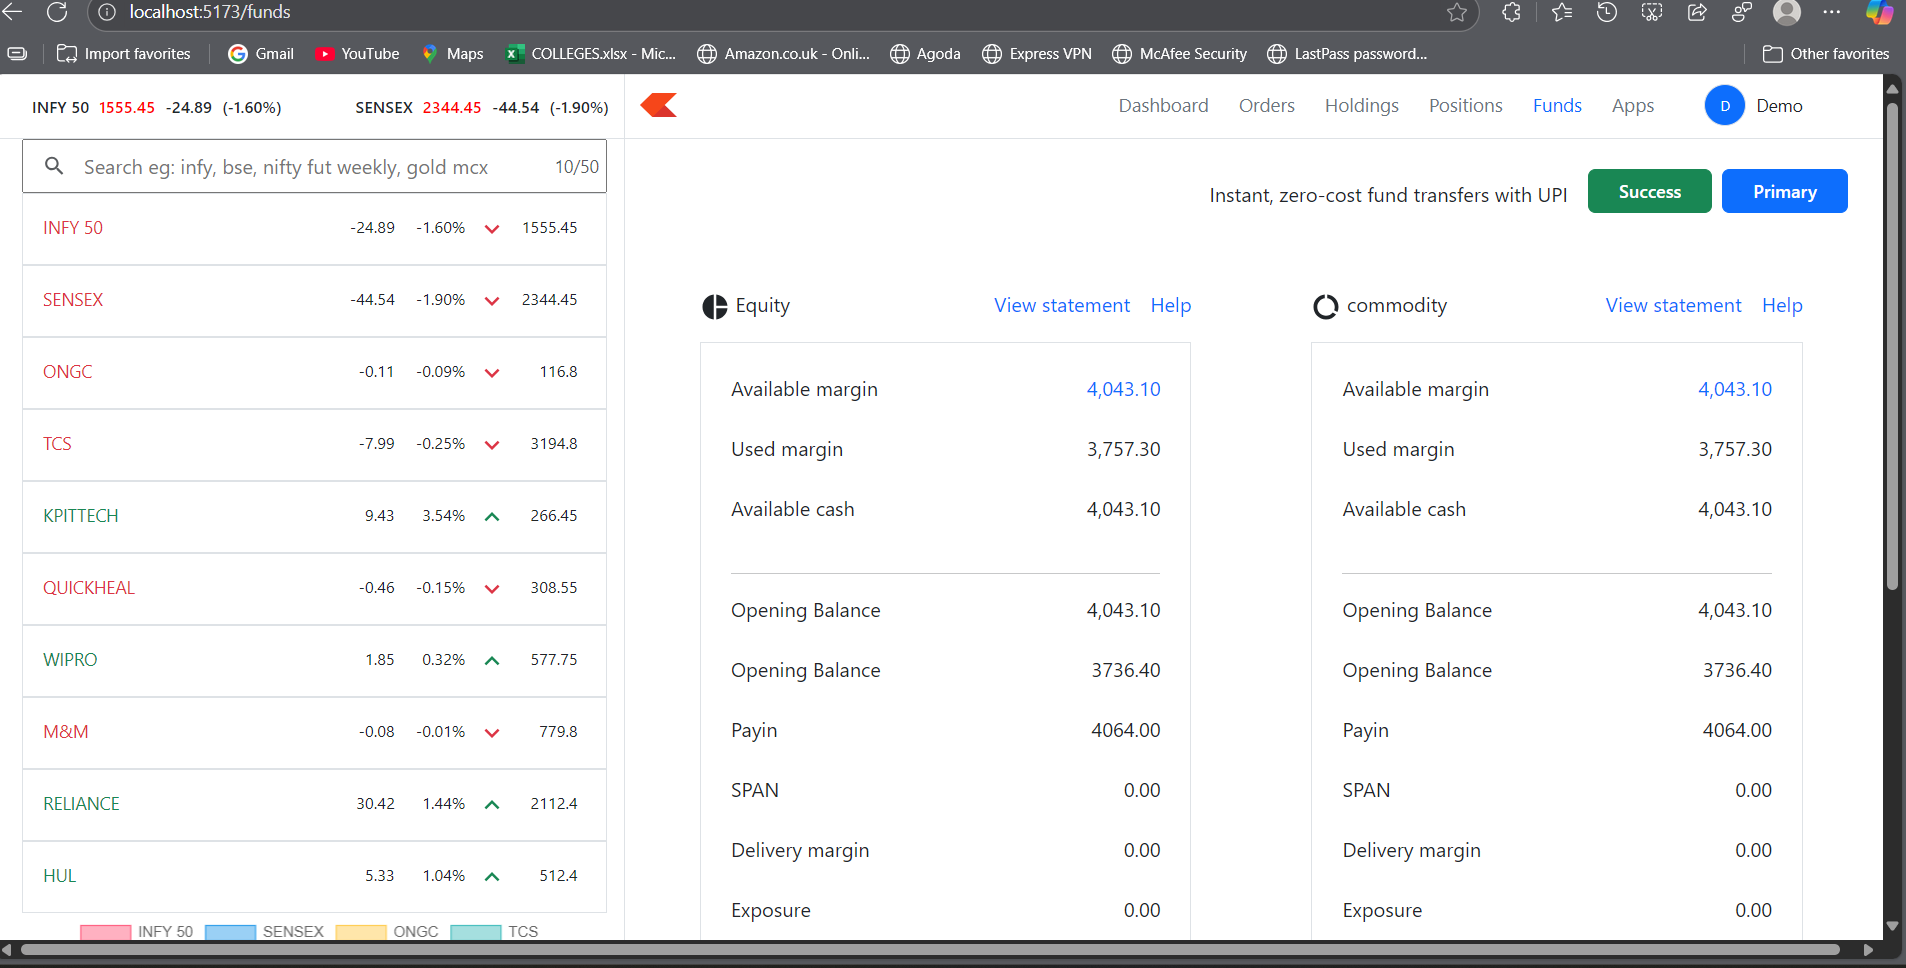 localhost:5173/funds
Import favorites Gmail YouTube Maps COLLEGES.xlsx - Mic... Amazon.co.uk - Onli... Agoda Express VPN McAfee Security LastPass password... Other favorites
INFY 50 1555.45 -24.89 (-1.60%) SENSEX 2344.45 -44.54 (-1.90%)
Dashboard Orders Holdings Positions Funds Apps D Demo
Search eg: infy, bse, nifty fut weekly, gold mcx 10/50
INFY 50 -24.89 -1.60% 1555.45
SENSEX -44.54 -1.90% 2344.45
ONGC -0.11 -0.09% 116.8
TCS -7.99 -0.25% 3194.8
KPITTECH 9.43 3.54% 266.45
QUICKHEAL -0.46 -0.15% 308.55
WIPRO 1.85 0.32% 577.75
M&M -0.08 -0.01% 779.8
RELIANCE 30.42 1.44% 2112.4
HUL 5.33 1.04% 512.4
INFY 50 SENSEX ONGC TCS
Instant, zero-cost fund transfers with UPI Success Primary
Equity View statement Help
Available margin 4,043.10
Used margin 3,757.30
Available cash 4,043.10
Opening Balance 4,043.10
Opening Balance 3736.40
Payin 4064.00
SPAN 0.00
Delivery margin 0.00
Exposure 0.00
commodity View statement Help
Available margin 4,043.10
Used margin 3,757.30
Available cash 4,043.10
Opening Balance 4,043.10
Opening Balance 3736.40
Payin 4064.00
SPAN 0.00
Delivery margin 0.00
Exposure 0.00